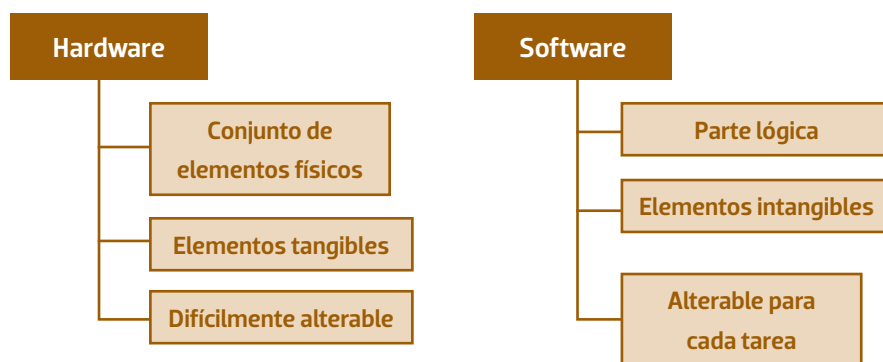 Hardware
Conjunto de
elementos físicos
Elementos tangibles
Difícilmente alterable
Software
Parte lógica
Elementos intangibles
Alterable para
cada tarea